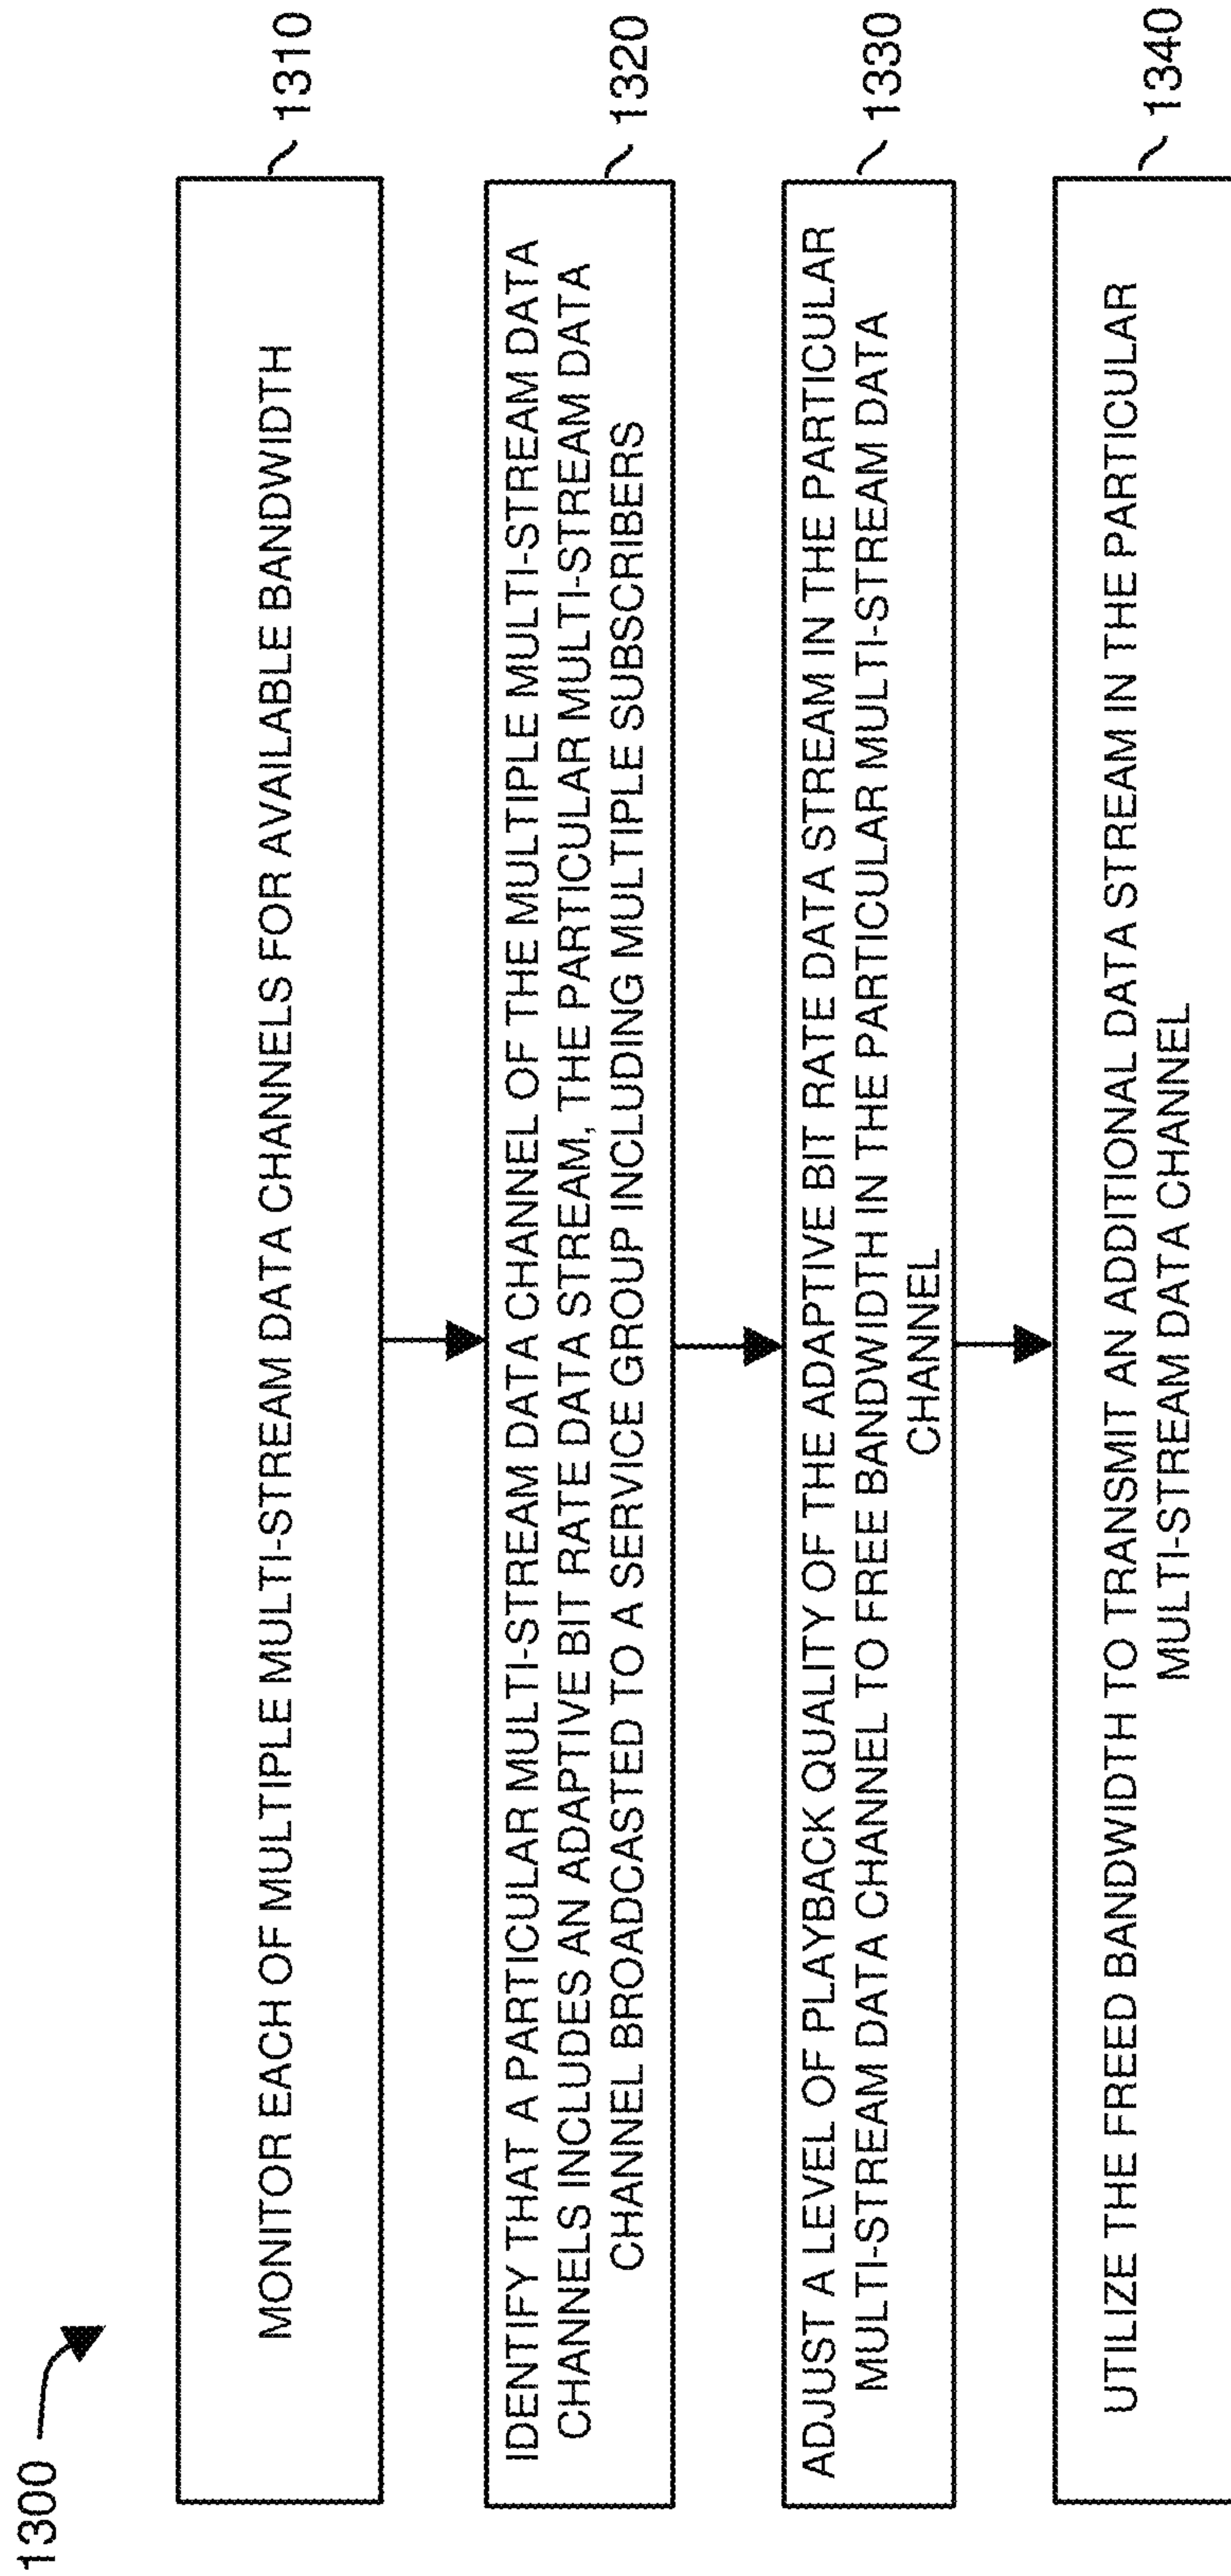 1300
MONITOR EACH OF MULTIPLE MULTI-STREAM DATA CHANNELS FOR AVAILABLE BANDWIDTH
1310
IDENTIFY THAT A PARTICULAR MULTI-STREAM DATA CHANNEL OF THE MULTIPLE MULTI-STREAM DATA
CHANNELS INCLUDES AN ADAPTIVE BIT RATE DATA STREAM, THE PARTICULAR MULTI-STREAM DATA
CHANNEL BROADCASTED TO A SERVICE GROUP INCLUDING MULTIPLE SUBSCRIBERS
1320
ADJUST A LEVEL OF PLAYBACK QUALITY OF THE ADAPTIVE BIT RATE DATA STREAM IN THE PARTICULAR
MULTI-STREAM DATA CHANNEL TO FREE BANDWIDTH IN THE PARTICULAR MULTI-STREAM DATA
CHANNEL
1330
UTILIZE THE FREED BANDWIDTH TO TRANSMIT AN ADDITIONAL DATA STREAM IN THE PARTICULAR
MULTI-STREAM DATA CHANNEL
1340